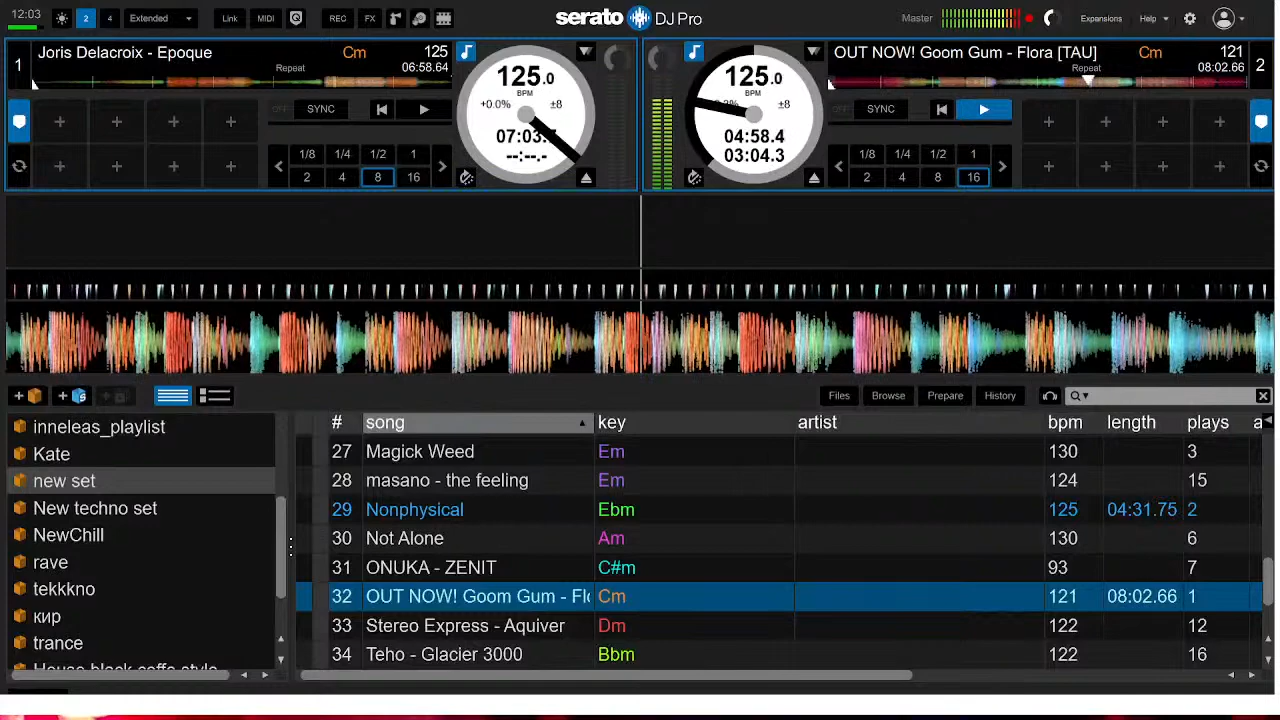 12:03
2
4
Extended
Link
MIDI
REC
FX
serato DJ Pro
Master
Expansions
Help
1
Joris Delacroix - Epoque
Cm
125
Repeat
06:58.64
OFF
SYNC
1/8
1/4
1/2
1
2
4
8
16
125.0
BPM
+0.0%
±8
--:--.-
125.0
BPM
±8
04:58.4
03:04.3
OUT NOW! Goom Gum - Flora [TAU]
Cm
121
Repeat
08:02.66
2
OFF
SYNC
1/8
1/4
1/2
1
2
4
8
16
Files
Browse
Prepare
History
inneleas_playlist
Kate
new set
New techno set
NewChill
rave
tekkkno
кир
trance
House black coffe style
# song key artist bpm length plays
27 Magick Weed Em 130 3
28 masano - the feeling Em 124 15
29 Nonphysical Ebm 125 04:31.75 2
30 Not Alone Am 130 6
31 ONUKA - ZENIT C#m 93 7
32 OUT NOW! Goom Gum - Flo Cm 121 08:02.66 1
33 Stereo Express - Aquiver Dm 122 12
34 Teho - Glacier 3000 Bbm 122 16